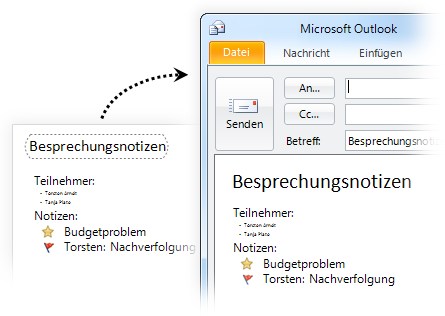 Besprechungsnotizen
Teilnehmer:
Torsten Arndt
Tanja Plate
Notizen:
Budgetproblem
Torsten: Nachverfolgung
Microsoft Outlook
Datei Nachricht Einfügen
An...
Cc...
Senden
Betreff: Besprechungsnoti
Besprechungsnotizen
Teilnehmer:
Torsten Arndt
Tanja Plate
Notizen:
Budgetproblem
Torsten: Nachverfolgung